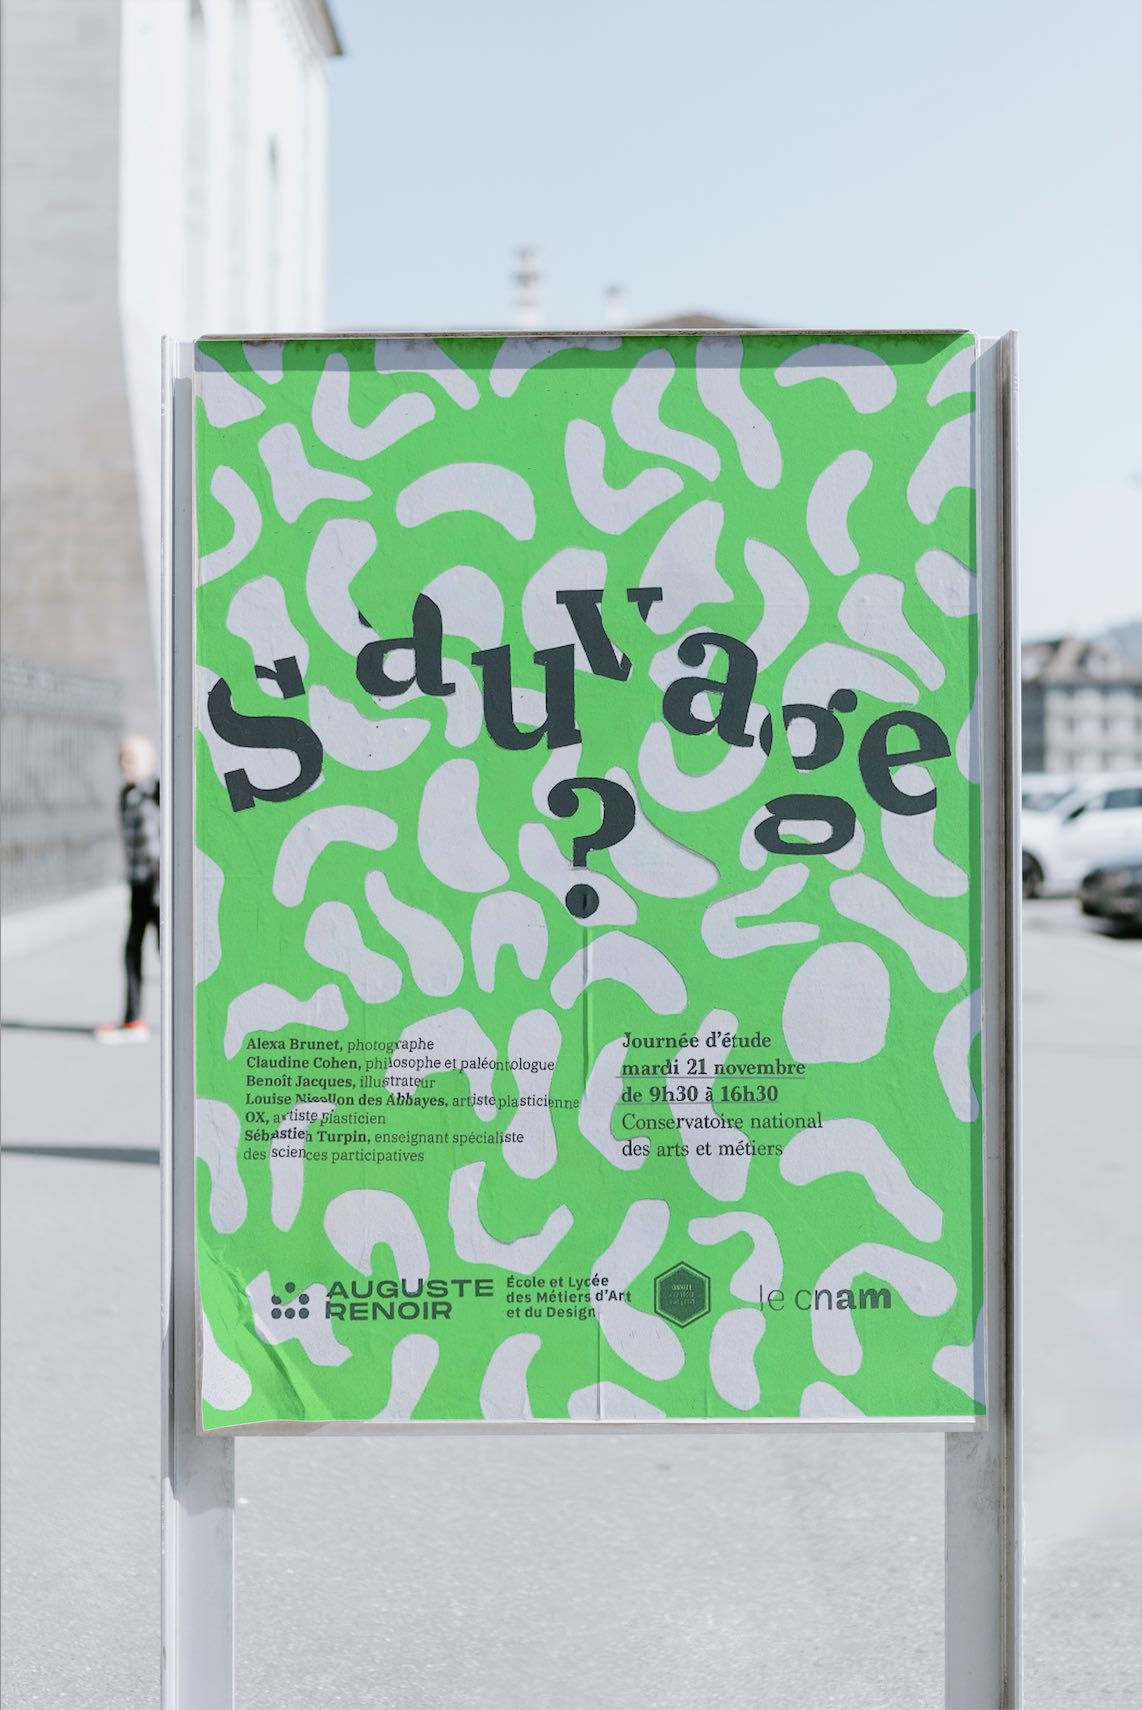 Sauvage
?
Alexa Brunet, photographe
Claudine Cohen, philosophe et paléontologue
Benoît Jacques, illustrateur
Louise Nicollon des Abbayes, artiste plasticienne
OX, artiste plasticien
Sébastien Turpin, enseignant spécialiste
des sciences participatives
Journée d'étude
mardi 21 novembre
de 9h30 à 16h30
Conservatoire national
des arts et métiers
AUGUSTE
RENOIR
École et Lycée
des Métiers d'Art
et du Design
le cnam